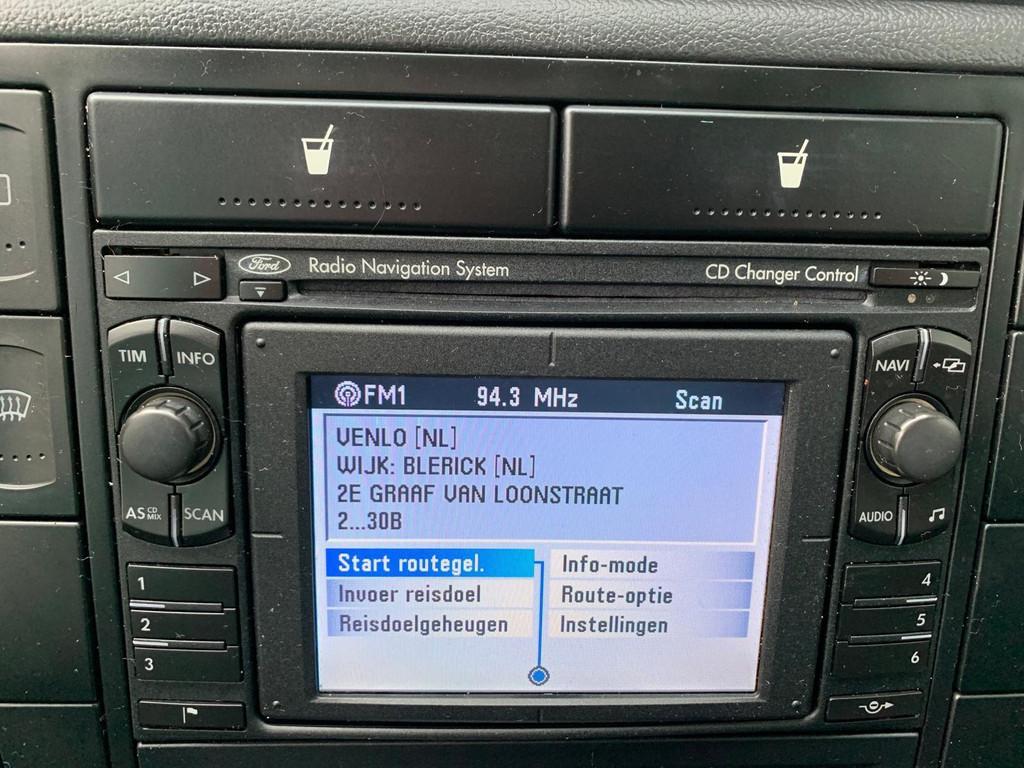 Ford Radio Navigation System CD Changer Control
TIM INFO
NAVI
FM1 94.3 MHz Scan
VENLO [NL]
WIJK: BLERICK [NL]
2E GRAAF VAN LOONSTRAAT
2...30B
AS CD MIX SCAN
AUDIO
Start routegel. Info-mode
Invoer reisdoel Route-optie
Reisdoelgeheugen Instellingen
1
2
3
4
5
6